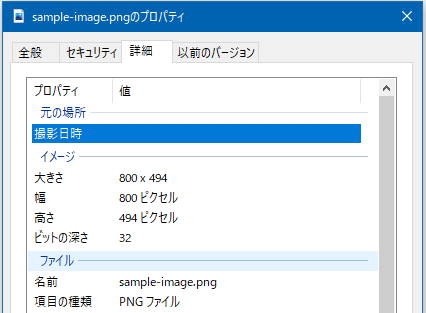 sample-image.pngのプロパティ
全般 セキュリティ 詳細 以前のバージョン
プロパティ 値
元の場所
撮影日時
イメージ
大きさ 800 x 494
幅 800 ピクセル
高さ 494 ピクセル
ビットの深さ 32
ファイル
名前 sample-image.png
項目の種類 PNG ファイル